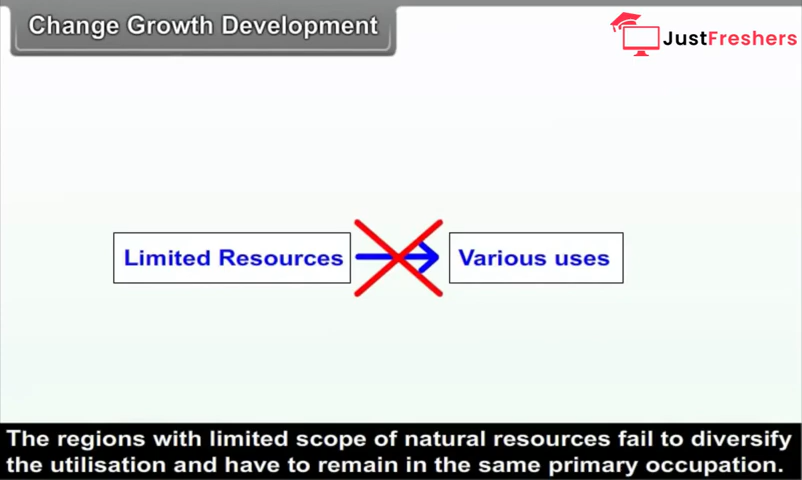 Change Growth Development
JustFreshers
Limited Resources
Various uses
The regions with limited scope of natural resources fail to diversify
the utilisation and have to remain in the same primary occupation.